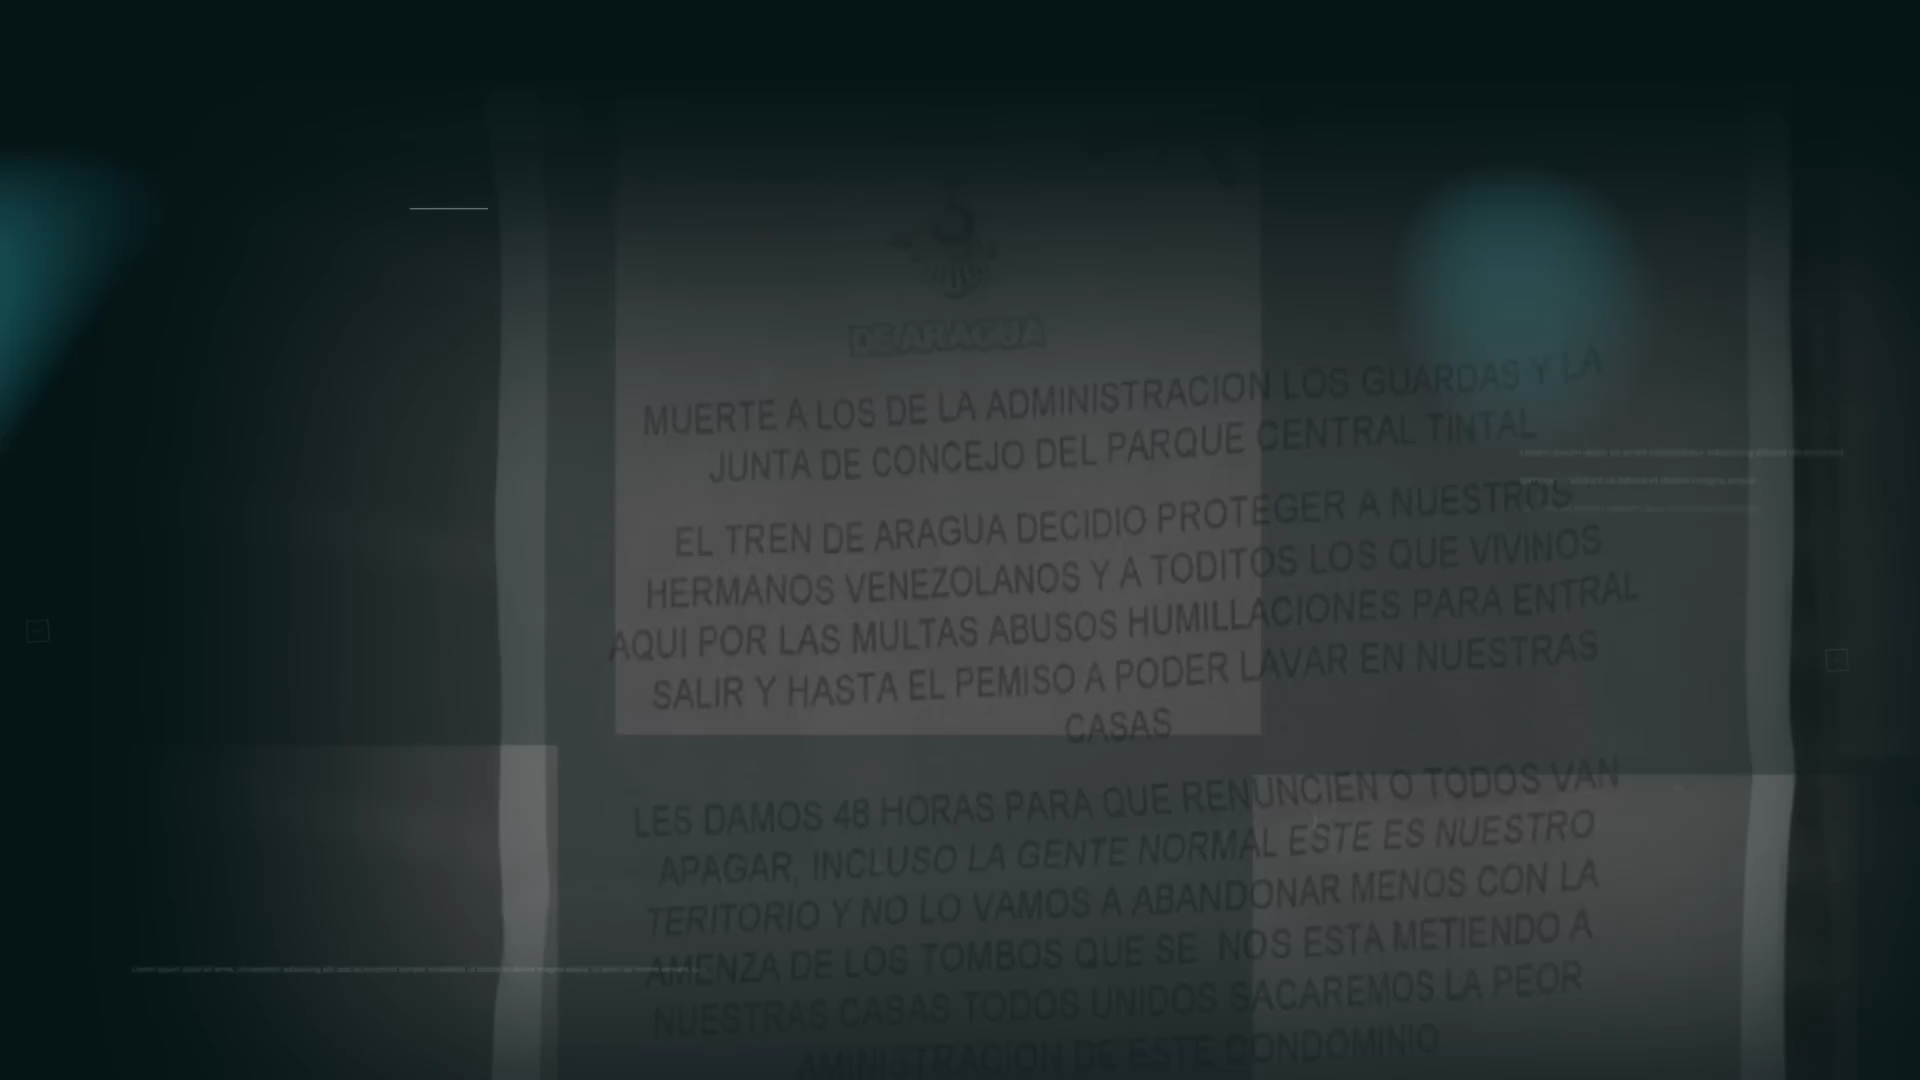 DE ARAGUA
MUERTE A LOS DE LA ADMINISTRACION LOS GUARDAS Y LA
JUNTA DE CONCEJO DEL PARQUE CENTRAL TINTAL
EL TREN DE ARAGUA DECIDIO PROTEGER A NUESTROS
HERMANOS VENEZOLANOS Y A TODITOS LOS QUE VIVINOS
AQUI POR LAS MULTAS ABUSOS HUMILLACIONES PARA ENTRAL
SALIR Y HASTA EL PEMISO A PODER LAVAR EN NUESTRAS
CASAS
LES DAMOS 48 HORAS PARA QUE RENUNCIEN O TODOS VAN
APAGAR, INCLUSO LA GENTE NORMAL ESTE ES NUESTRO
TERITORIO Y NO LO VAMOS A ABANDONAR MENOS CON LA
AMENZA DE LOS TOMBOS QUE SE NOS ESTA METIENDO A
NUESTRAS CASAS TODOS UNIDOS SACAREMOS LA PEOR
AMINISTRACION DE ESTE CONDOMINIO